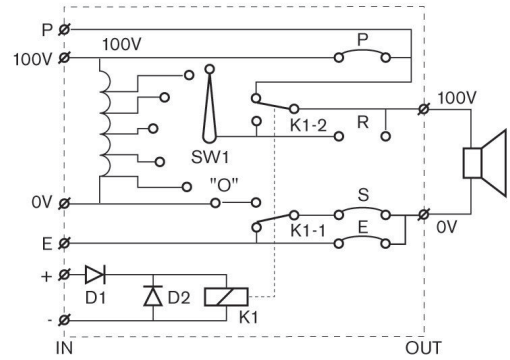 P
100V
100V
P
100V
K1-2
R
SW1
0V
"O"
S
K1-1
E
0V
E
+
D1
D2
K1
-
IN
OUT